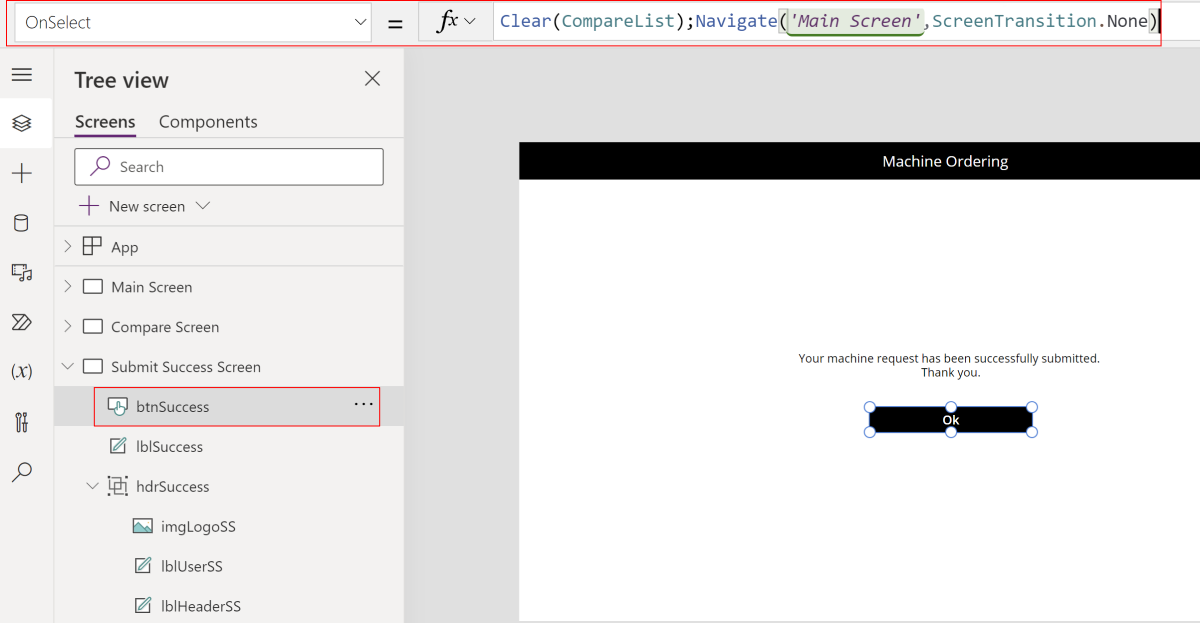 OnSelect = fx Clear(CompareList);Navigate('Main Screen',ScreenTransition.None)
Tree view
Screens Components
Search
New screen
App
Main Screen
Compare Screen
Submit Success Screen
btnSuccess ...
lblSuccess
hdrSuccess
imgLogoSS
lblUserSS
lblHeaderSS
(x)
Machine Ordering
Your machine request has been successfully submitted.
Thank you.
Ok